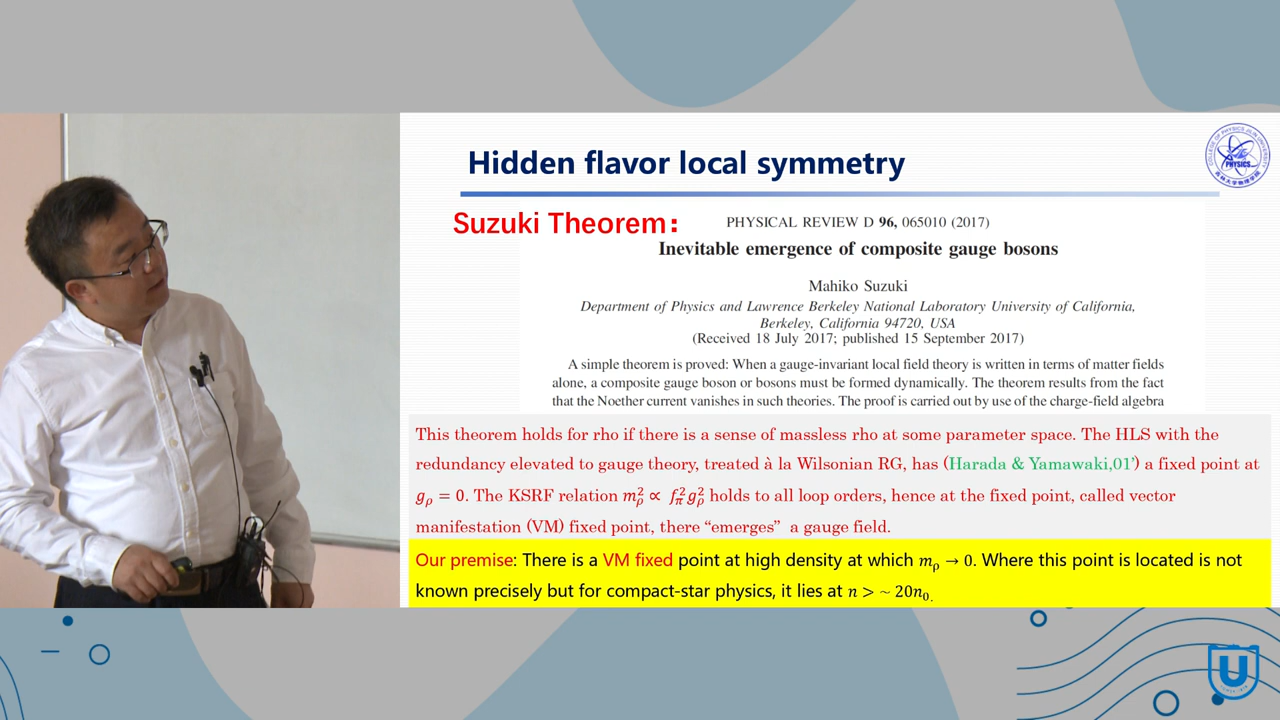 Hidden flavor local symmetry
Suzuki Theorem：
PHYSICAL REVIEW D 96, 065010 (2017)
Inevitable emergence of composite gauge bosons
Mahiko Suzuki
Department of Physics and Lawrence Berkeley National Laboratory University of California,
Berkeley, California 94720, USA
(Received 18 July 2017; published 15 September 2017)
A simple theorem is proved: When a gauge-invariant local field theory is written in terms of matter fields
alone, a composite gauge boson or bosons must be formed dynamically. The theorem results from the fact
that the Noether current vanishes in such theories. The proof is carried out by use of the charge-field algebra
This theorem holds for rho if there is a sense of massless rho at some parameter space. The HLS with the
redundancy elevated to gauge theory, treated à la Wilsonian RG, has (Harada & Yamawaki,01’) a fixed point at
𝑔ᵨ = 0. The KSRF relation 𝑚ᵨ² ∝ 𝑓π²𝑔ᵨ² holds to all loop orders, hence at the fixed point, called vector
manifestation (VM) fixed point, there “emerges” a gauge field.
Our premise: There is a VM fixed point at high density at which 𝑚ᵨ → 0. Where this point is located is not
known precisely but for compact-star physics, it lies at 𝑛 > ~ 20𝑛₀.
PHYSICS